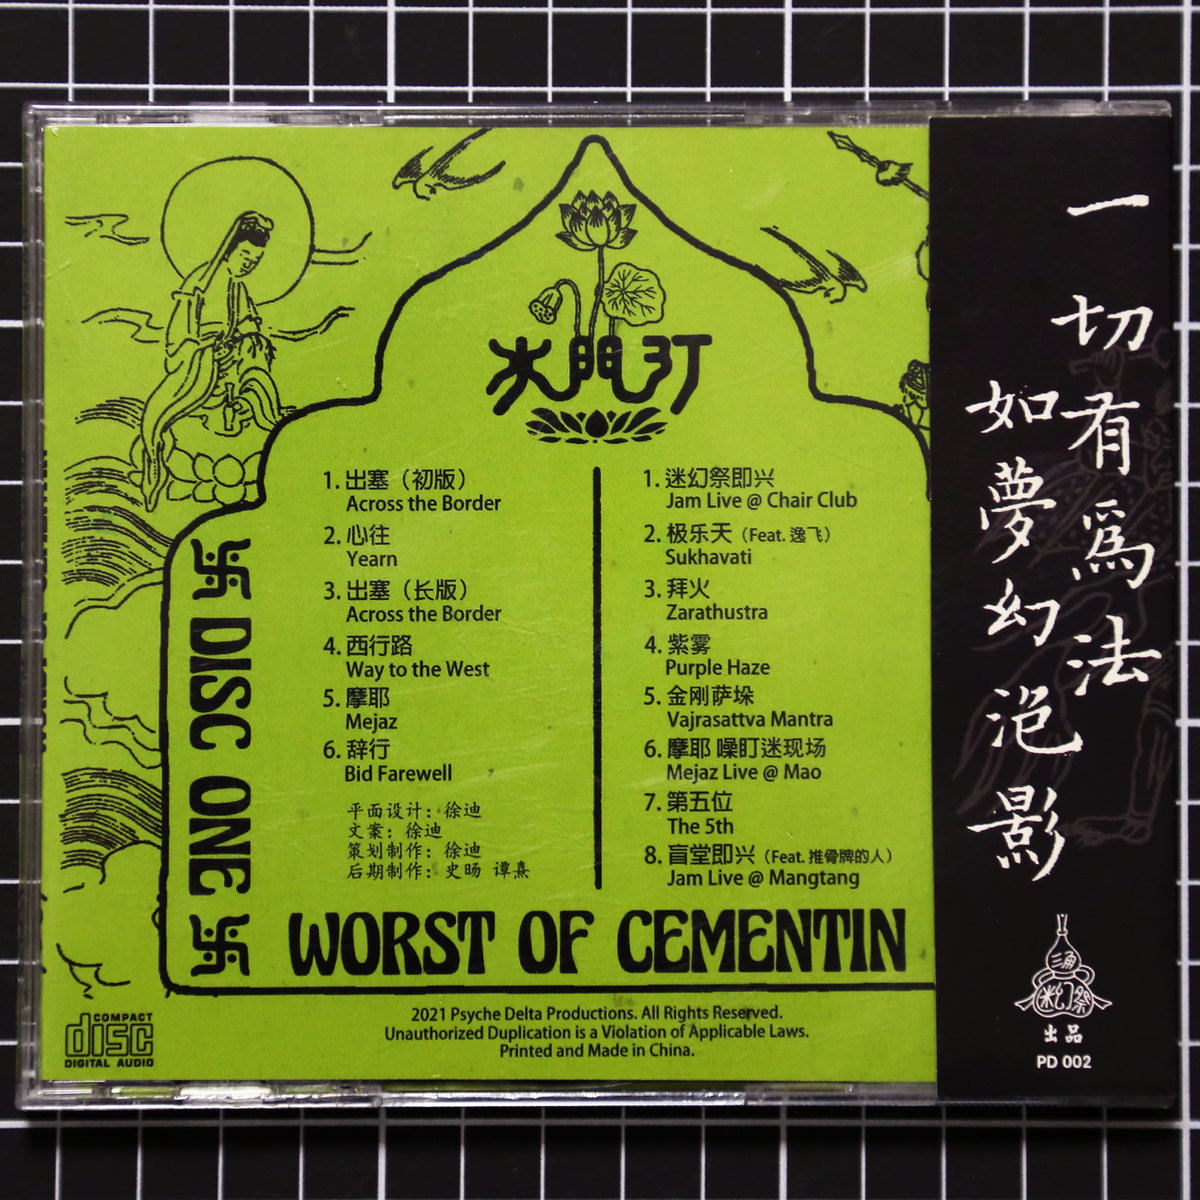 水門汀
1. 出塞（初版）
Across the Border
2. 心往
Yearn
3. 出塞（长版）
Across the Border
4. 西行路
Way to the West
5. 摩耶
Mejaz
6. 辞行
Bid Farewell
平面设计：徐迪
文案：徐迪
策划制作：徐迪
后期制作：史旸 谭熹
1. 迷幻祭即兴
Jam Live @ Chair Club
2. 极乐天（Feat. 逸飞）
Sukhavati
3. 拜火
Zarathustra
4. 紫雾
Purple Haze
5. 金刚萨垛
Vajrasattva Mantra
6. 摩耶 噪盯迷现场
Mejaz Live @ Mao
7. 第五位
The 5th
8. 盲堂即兴（Feat. 推骨牌的人）
Jam Live @ Mangtang
卐 DISC ONE 卐
WORST OF CEMENTIN
2021 Psyche Delta Productions. All Rights Reserved.
Unauthorized Duplication is a Violation of Applicable Laws.
Printed and Made in China.
COMPACT
disc
DIGITAL AUDIO
一切有爲法
如夢幻泡影
迷幻祭
出品
PD 002